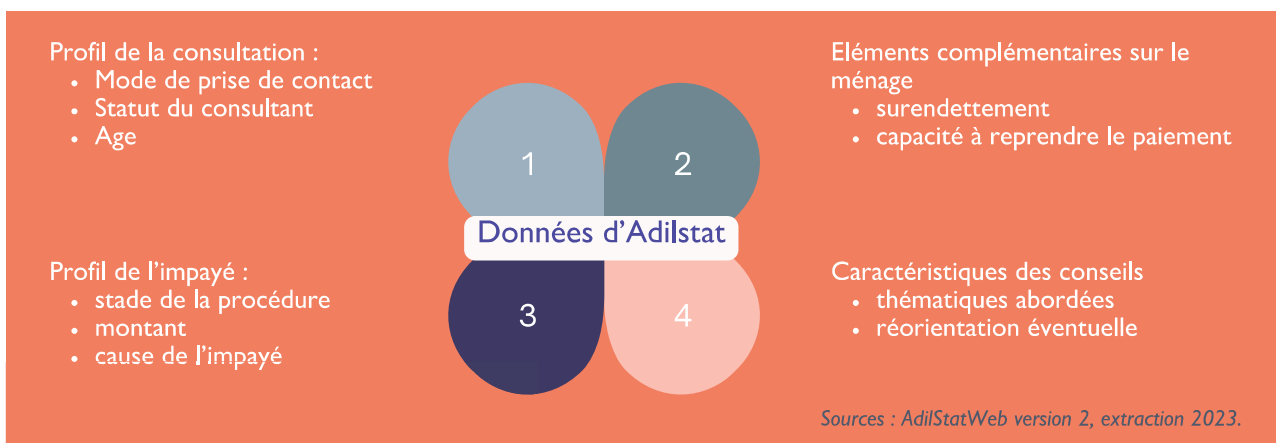 Profil de la consultation :
• Mode de prise de contact
• Statut du consultant
• Age
Eléments complémentaires sur le
ménage
• surendettement
• capacité à reprendre le paiement
1
2
Données d'Adilstat
Profil de l'impayé :
• stade de la procédure
• montant
• cause de l'impayé
3
4
Caractéristiques des conseils
• thématiques abordées
• réorientation éventuelle
Sources : AdilStatWeb version 2, extraction 2023.